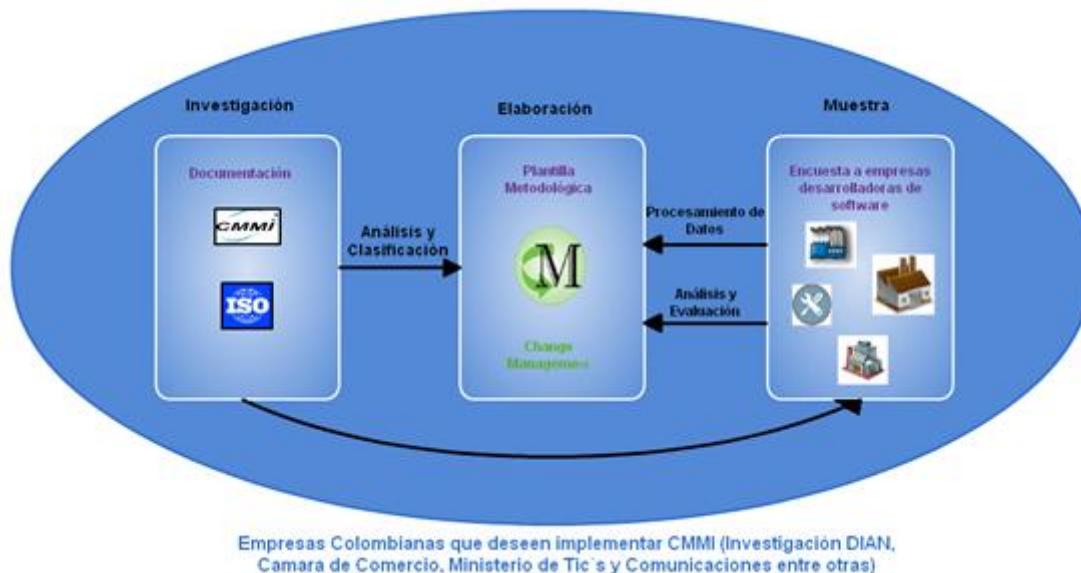 Investigación
Elaboración
Muestra
Documentación
CMMI
ISO
Análisis y
Clasificación
Plantilla
Metodológica
M
Change
Management
Procesamiento de
Datos
Análisis y
Evaluación
Encuesta a empresas
desarrolladoras de
software
Empresas Colombianas que deseen implementar CMMI (Investigación DIAN,
Camara de Comercio, Ministerio de Tic`s y Comunicaciones entre otras)